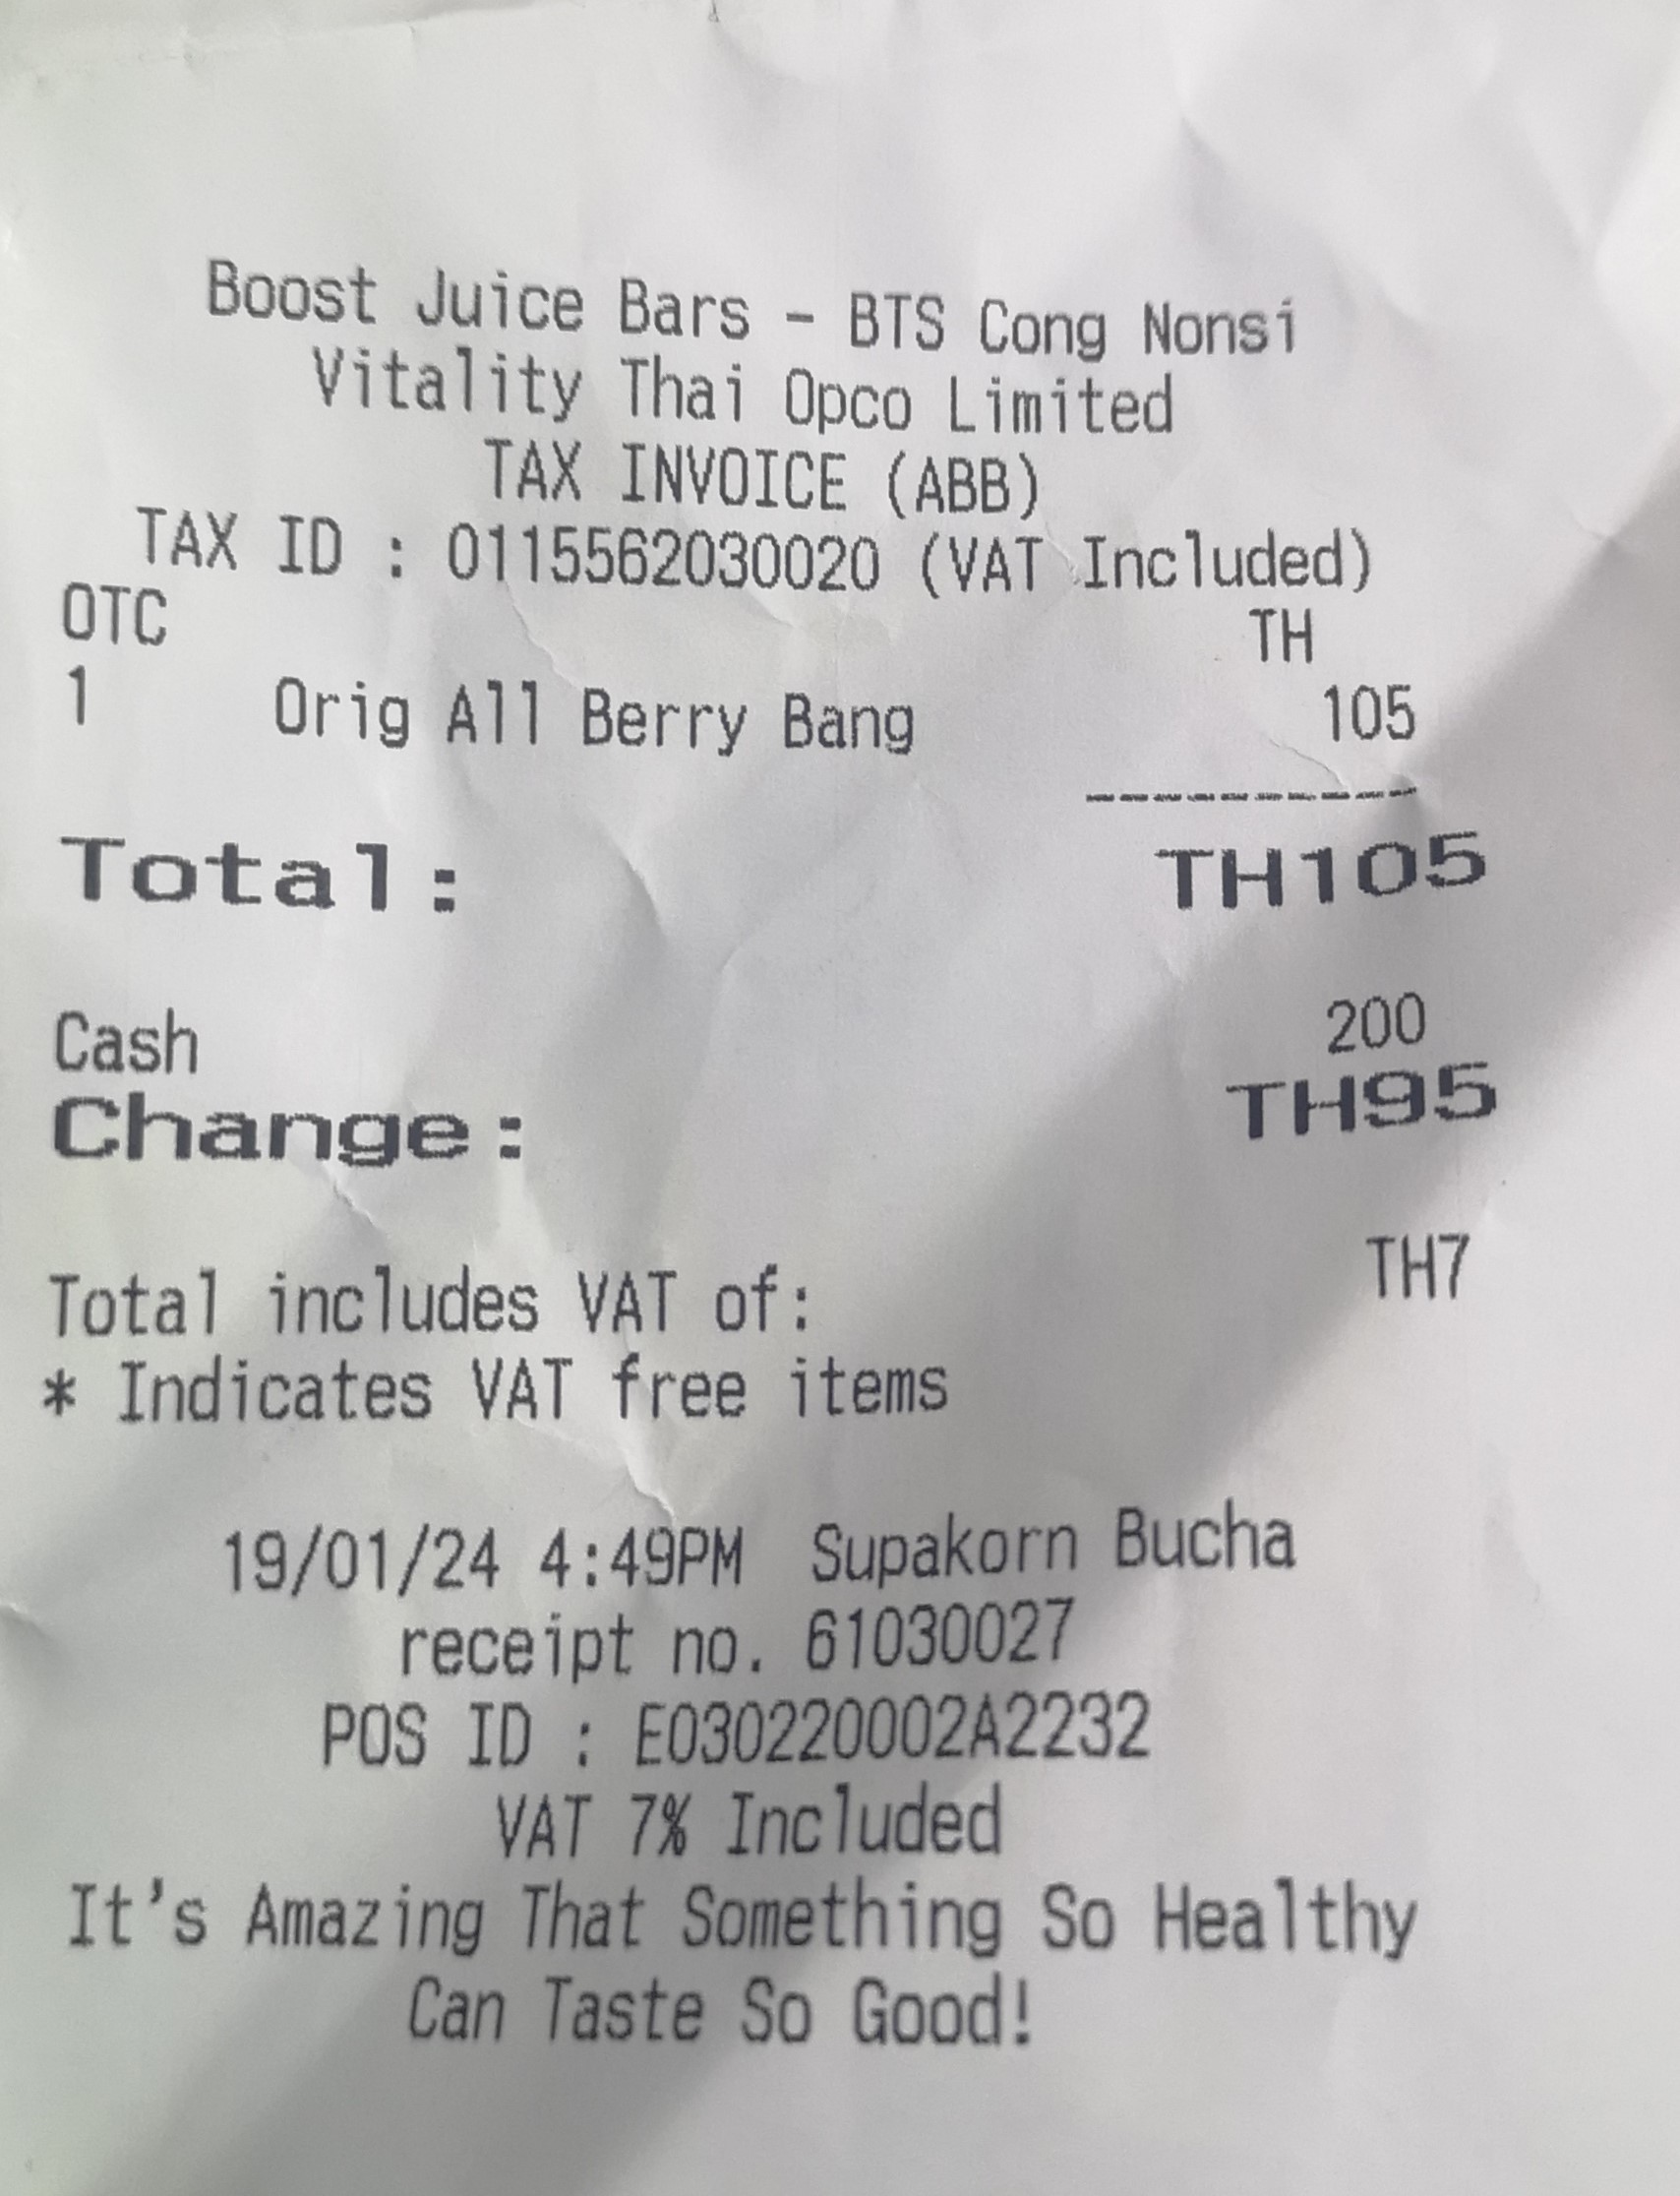 Boost Juice Bars - BTS Cong Nonsi
Vitality Thai Opco Limited
TAX INVOICE (ABB)
TAX ID : 0115562030020 (VAT Included)
OTC TH
1 Orig All Berry Bang 105
----------
Total: TH105
Cash 200
Change: TH95
Total includes VAT of: TH7
* Indicates VAT free items
19/01/24 4:49PM Supakorn Bucha
receipt no. 61030027
POS ID : E030220002A2232
VAT 7% Included
It's Amazing That Something So Healthy
Can Taste So Good!